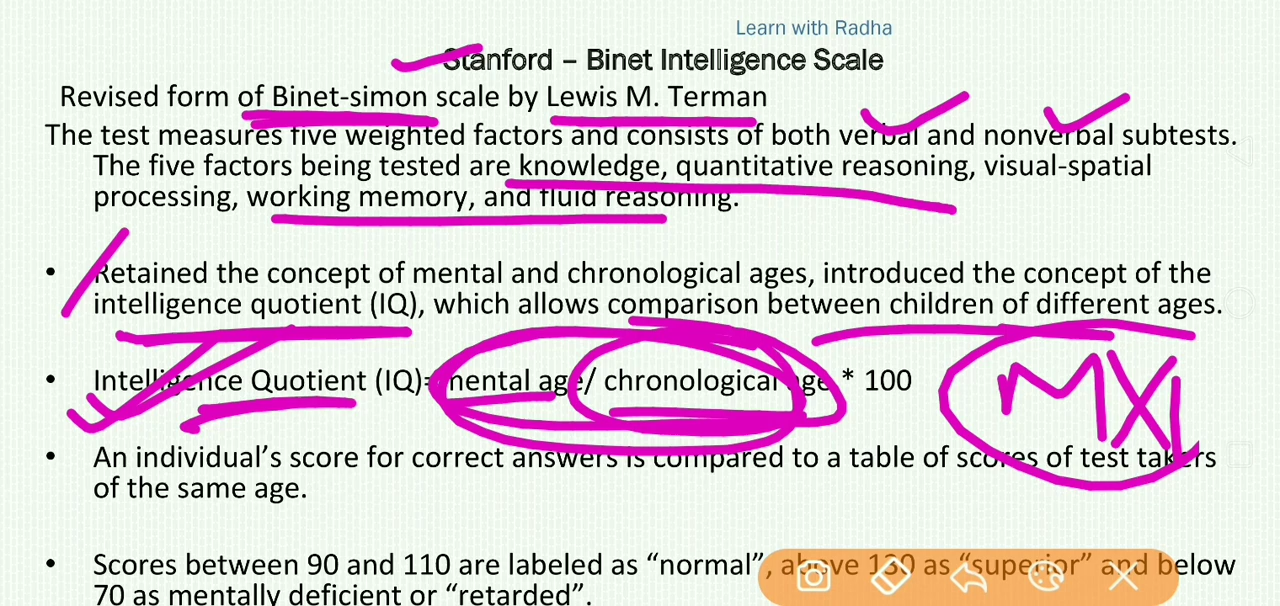 Learn with Radha
Stanford – Binet Intelligence Scale
Revised form of Binet-simon scale by Lewis M. Terman
The test measures five weighted factors and consists of both verbal and nonverbal subtests.
The five factors being tested are knowledge, quantitative reasoning, visual-spatial
processing, working memory, and fluid reasoning.
• Retained the concept of mental and chronological ages, introduced the concept of the
intelligence quotient (IQ), which allows comparison between children of different ages.
• Intelligence Quotient (IQ)= mental age/ chronological age * 100
MX
• An individual’s score for correct answers is compared to a table of scores of test takers
of the same age.
• Scores between 90 and 110 are labeled as “normal”, above 130 as “superior” and below
70 as mentally deficient or “retarded”.